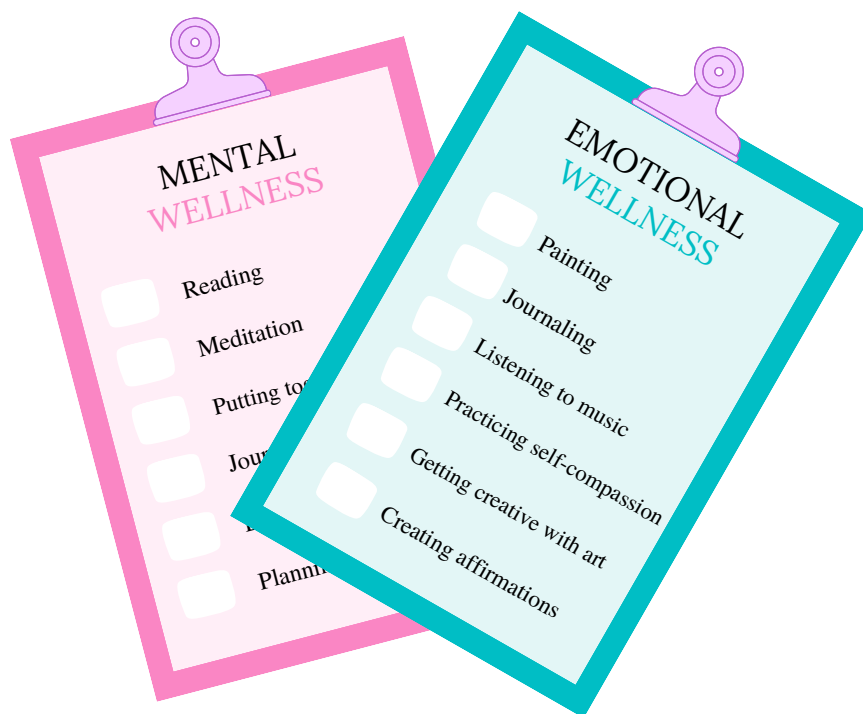 MENTAL
WELLNESS
Reading
Meditation
Putting
EMOTIONAL
WELLNESS
Painting
Journaling
Listening to music
Practicing self-compassion
Getting creative with art
Creating affirmations